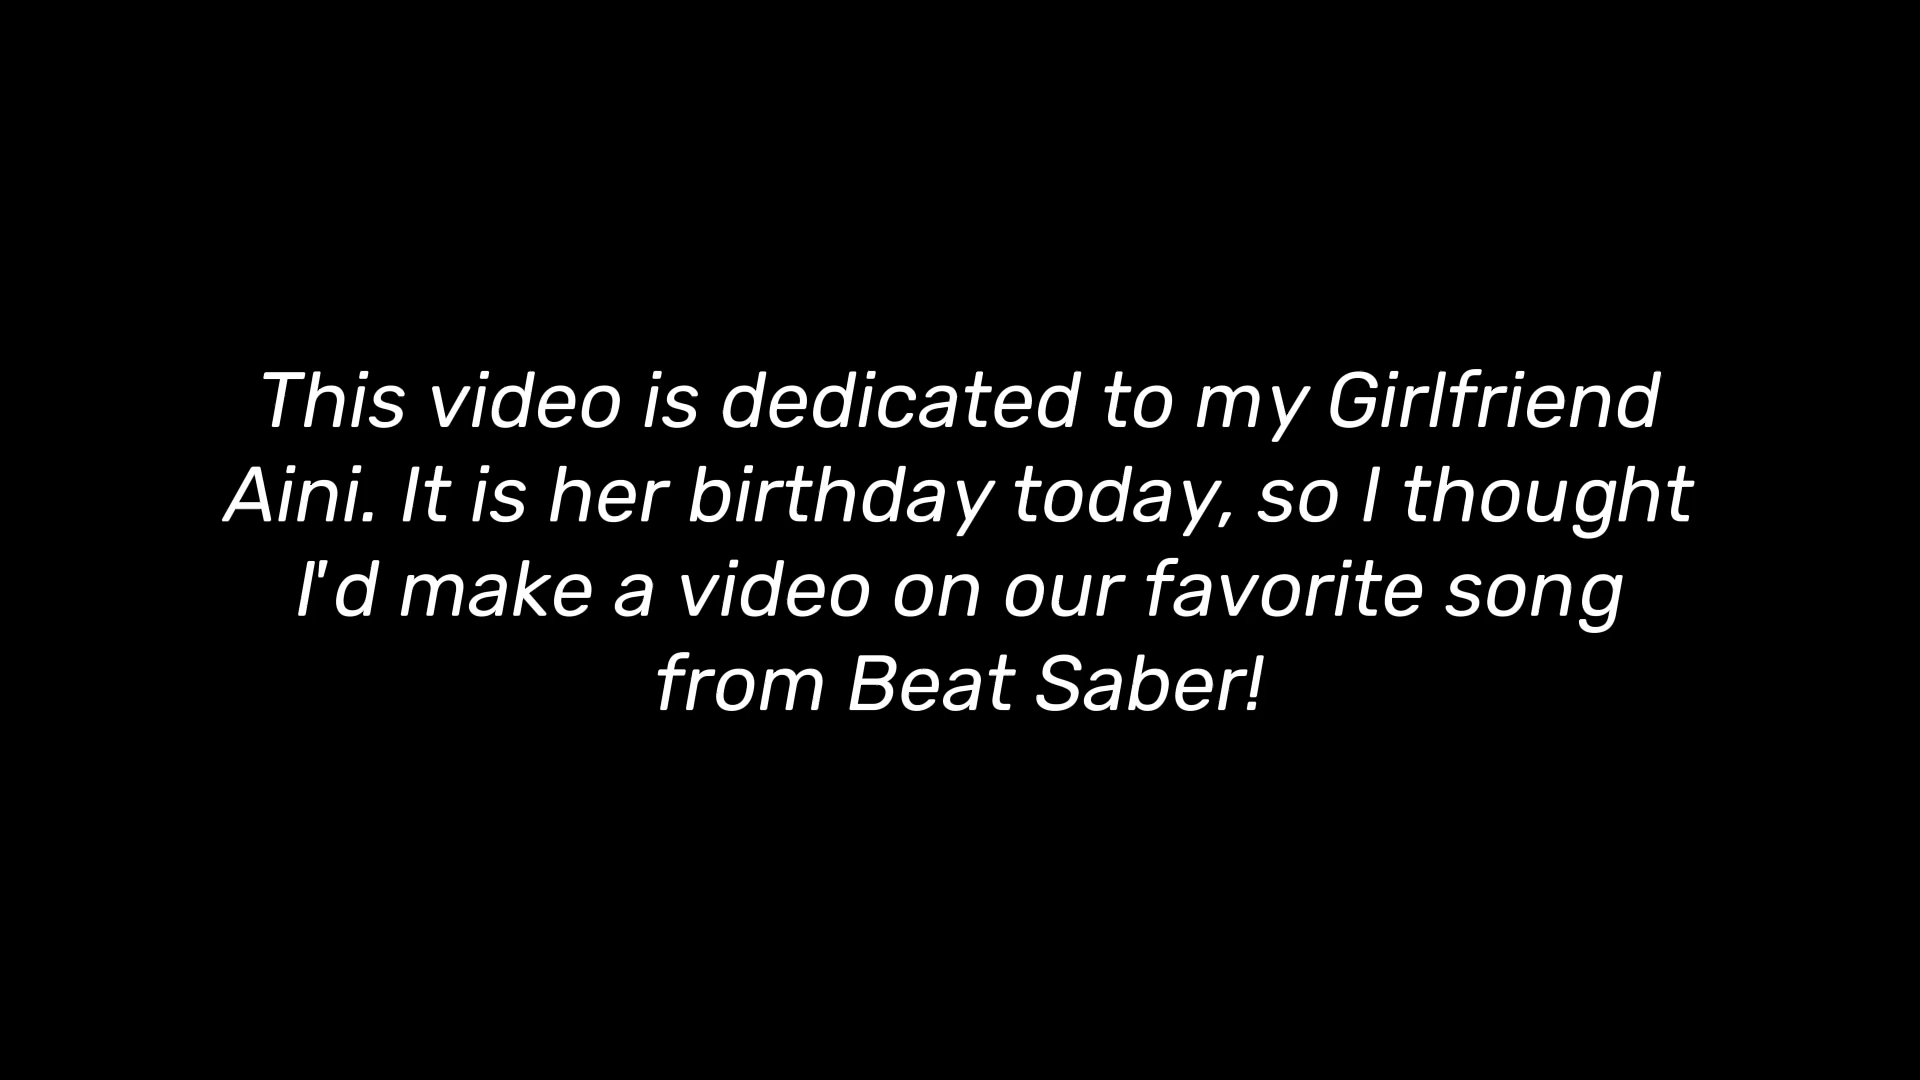 This video is dedicated to my Girlfriend
Aini. It is her birthday today, so I thought
I'd make a video on our favorite song
from Beat Saber!